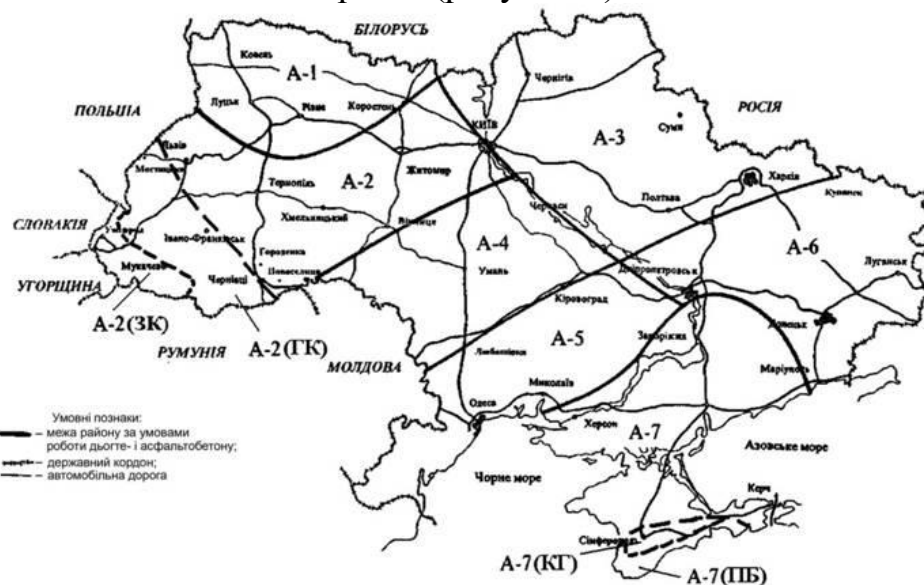 БІЛОРУСЬ
Ковель
А-1
Чернігів
ПОЛЬЩА
Луцьк
Рівне
Коростень
РОСІЯ
КИЇВ
А-3
Суми
Львів
Мостиська
А-2
Житомир
Харків
Тернопіль
Полтава
Куп'янск
СЛОВАКІЯ
Хмельницький
Вінниця
Черкаси
Ужгород
Івано-Франківськ
А-4
А-6
Городенка
Луганськ
Мукачево
Новоселиця
Умань
Дніпропетровськ
УГОРЩИНА
Чернівці
Кіровоград
А-2(ЗК)
Донецьк
А-2(ГК)
А-5
Запоріжжя
РУМУНІЯ
МОЛДОВА
Любашівка
Маріуполь
Миколаїв
Умовні познаки:
Одеса
межа району за умовами
роботи дьогте- і асфальтобетону;
Херсон
А-7
державний кордон;
Азовське море
автомобільна дорога
Чорне море
Керч
Сімферополь
А-7(КГ)
А-7(ПБ)